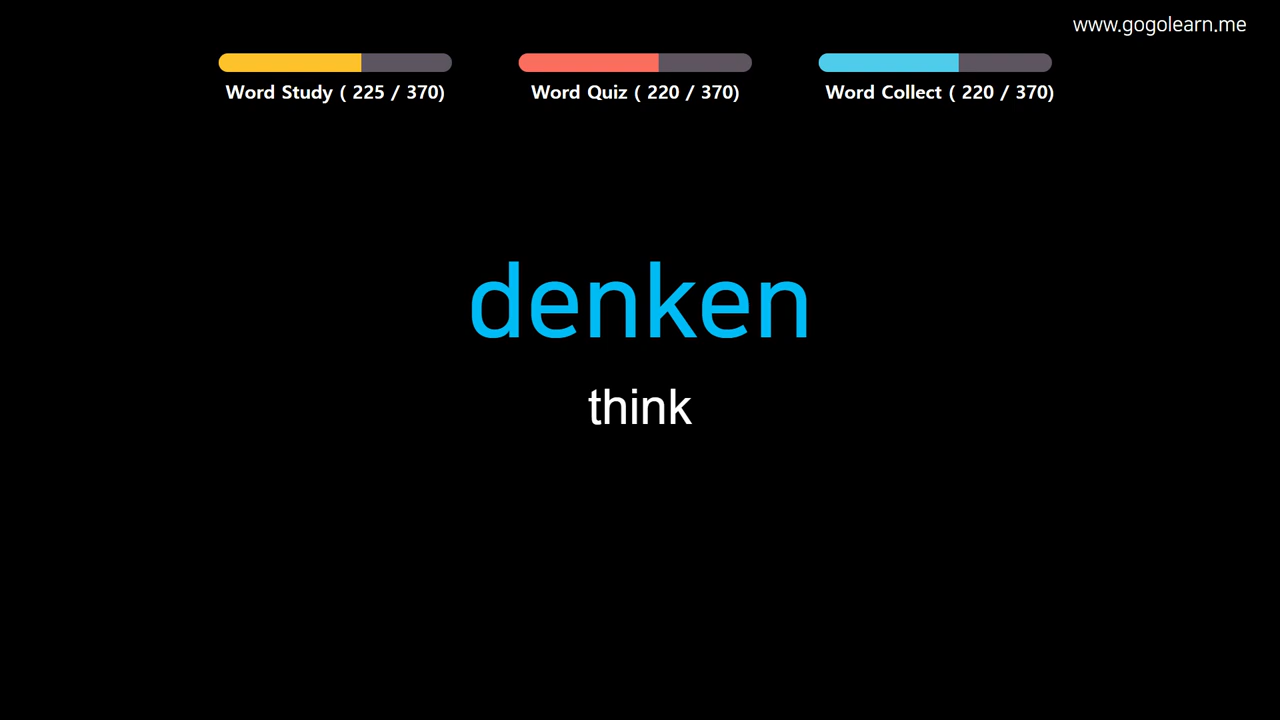 www.gogolearn.me
Word Study ( 225 / 370)
Word Quiz ( 220 / 370)
Word Collect ( 220 / 370)
denken
think